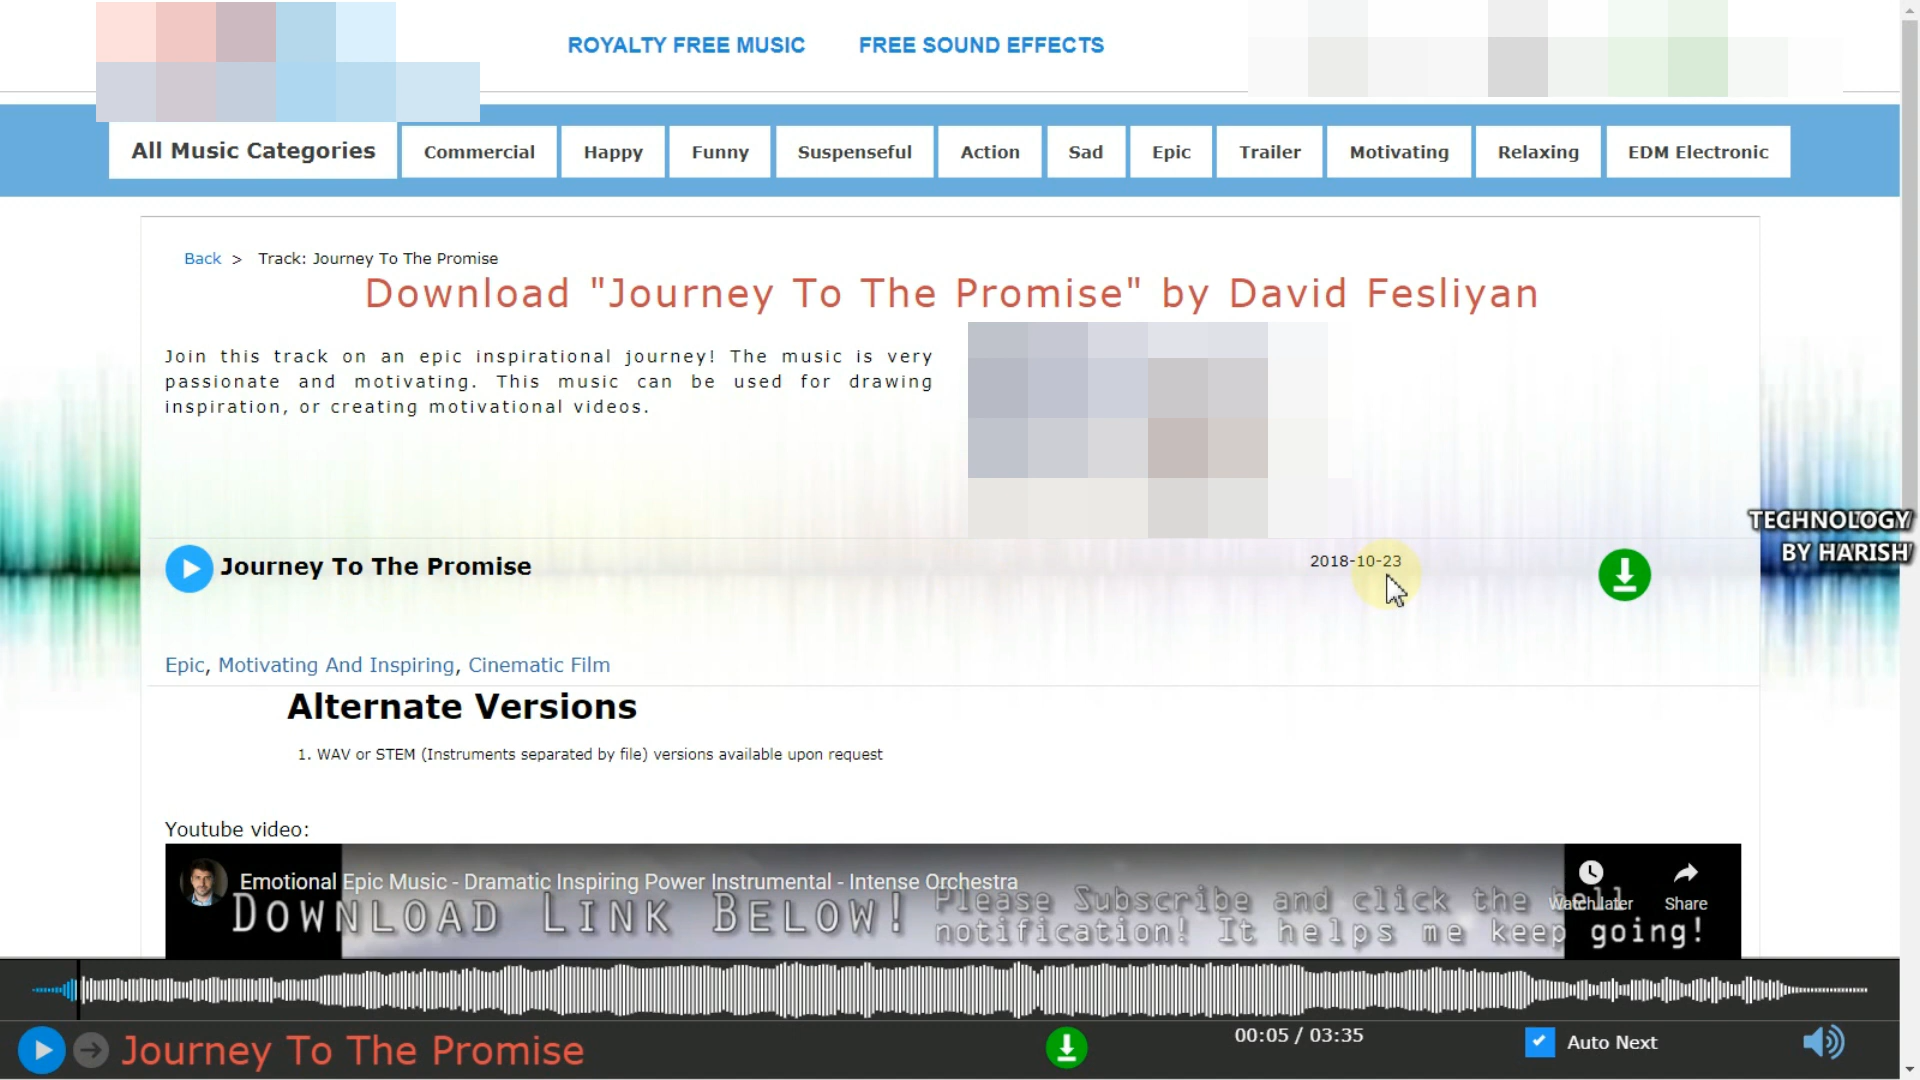 ROYALTY FREE MUSIC FREE SOUND EFFECTS
All Music Categories Commercial Happy Funny Suspenseful Action Sad Epic Trailer Motivating Relaxing EDM Electronic
Back > Track: Journey To The Promise
Download "Journey To The Promise" by David Fesliyan
Join this track on an epic inspirational journey! The music is very
passionate and motivating. This music can be used for drawing
inspiration, or creating motivational videos.
TECHNOLOGY
BY HARISH
Journey To The Promise 2018-10-23
Epic, Motivating And Inspiring, Cinematic Film
Alternate Versions
1. WAV or STEM (Instruments separated by file) versions available upon request
Youtube video:
Emotional Epic Music - Dramatic Inspiring Power Instrumental - Intense Orchestra
Watch later Share
DOWNLOAD LINK BELOW!
Please Subscribe and click the bell
notification! It helps me keep going!
Journey To The Promise 00:05 / 03:35 Auto Next